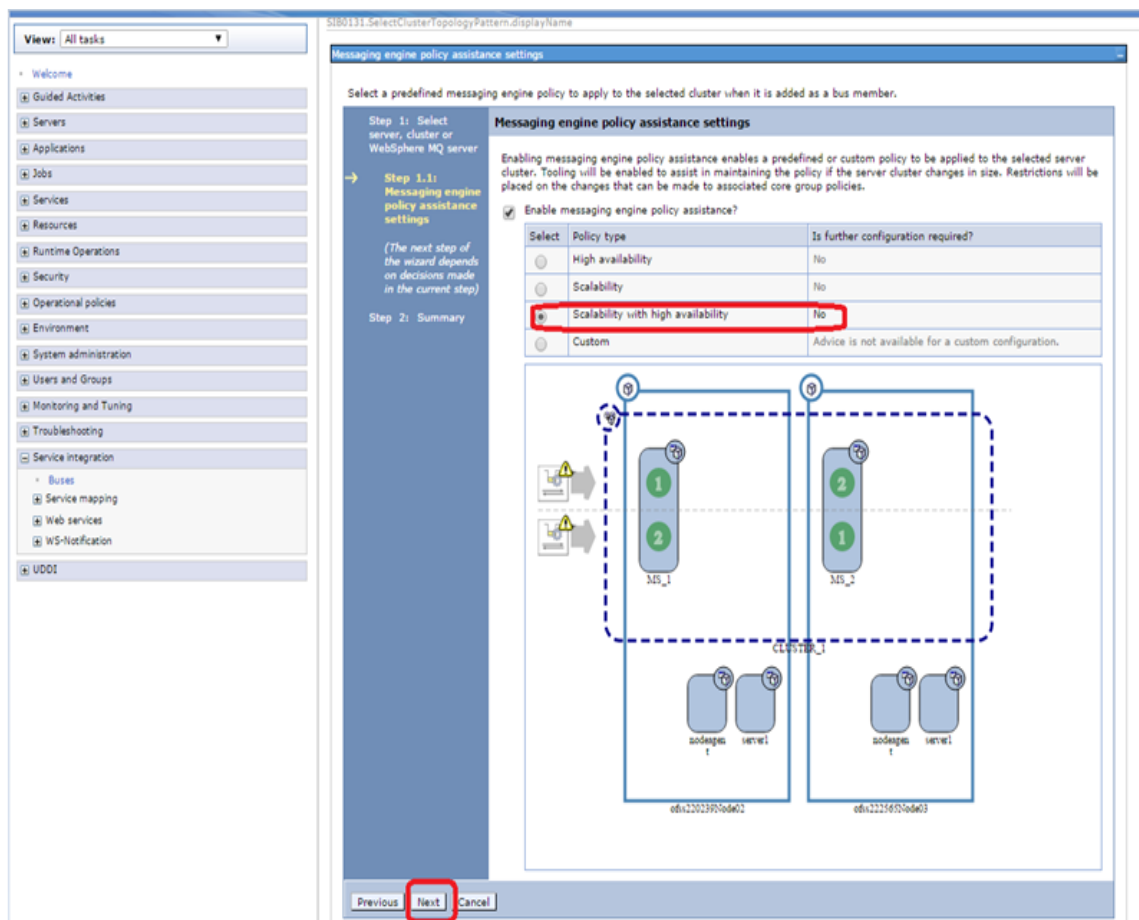 SIB0131.SelectClusterTopologyPattern.displayName
View: All tasks
Welcome
Guided Activities
Servers
Applications
Jobs
Services
Resources
Runtime Operations
Security
Operational policies
Environment
System administration
Users and Groups
Monitoring and Tuning
Troubleshooting
Service integration
Buses
Service mapping
Web services
WS-Notification
UDDI
Messaging engine policy assistance settings
Select a predefined messaging engine policy to apply to the selected cluster when it is added as a bus member.
Step 1: Select
server, cluster or
WebSphere MQ server
Step 1.1:
Messaging engine
policy assistance
settings
(The next step of
the wizard depends
on decisions made
in the current step)
Step 2: Summary
Messaging engine policy assistance settings
Enabling messaging engine policy assistance enables a predefined or custom policy to be applied to the selected server
cluster. Tooling will be enabled to assist in maintaining the policy if the server cluster changes in size. Restrictions will be
placed on the changes that can be made to associated core group policies.
Enable messaging engine policy assistance?
Select Policy type Is further configuration required?
High availability No
Scalability No
Scalability with high availability No
Custom Advice is not available for a custom configuration.
1 2
2 1
MS_1 MS_2
CLUSTER_1
nodeagen server1 nodeagen server1
t t
ofss220239Node02 ofss222565Node03
Previous Next Cancel